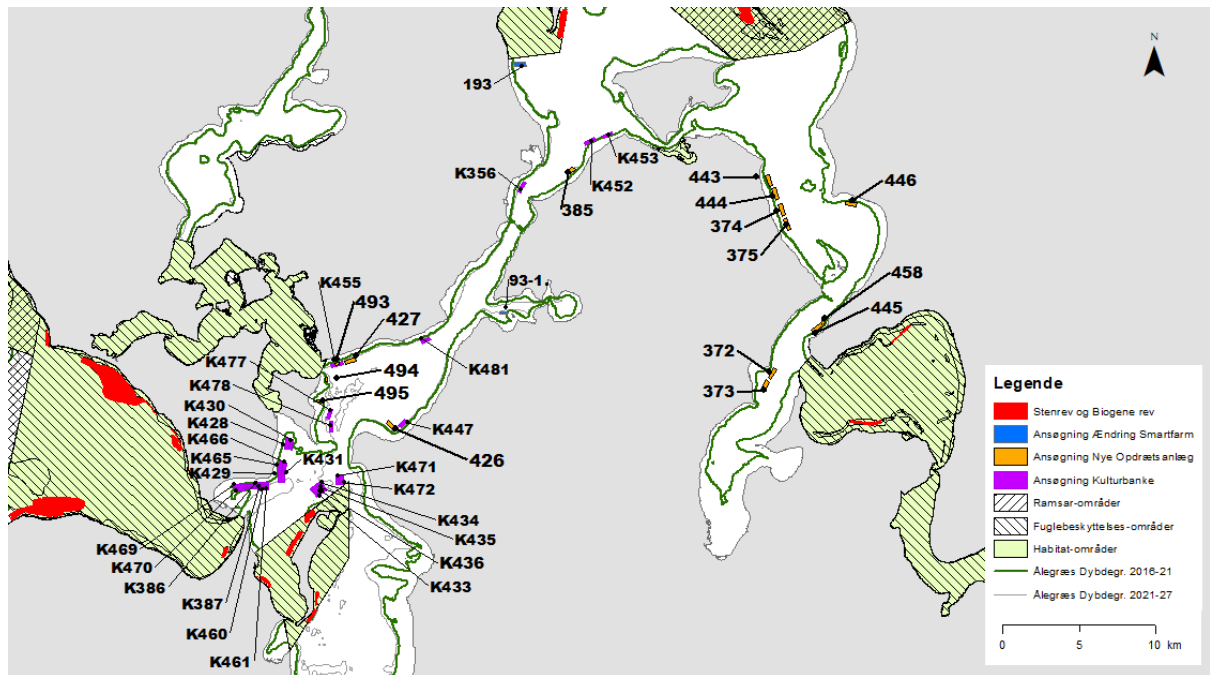 N
193
K453
K356
K452
385
443
446
444
374
375
93-1.
458
K455
493
445
427
K477
372
K478
494
K481
373
K430
495
K428
K466
K447
K465
K431
K471
426
K429
K472
K434
K469
K435
K470
K436
K386
K433
K387
K460
K461
Legende
Stenrev og Biogene rev
Ansøgning Ændring Smartfarm
Ansøgning Nye Opdrætsanlæg
Ansøgning Kulturbanke
Ramsar-områder
Fuglebeskyttelses-områder
Habitat-områder
Ålegræs Dybdegr. 2016-21
Ålegræs Dybdegr. 2021-27
0 5 10 km